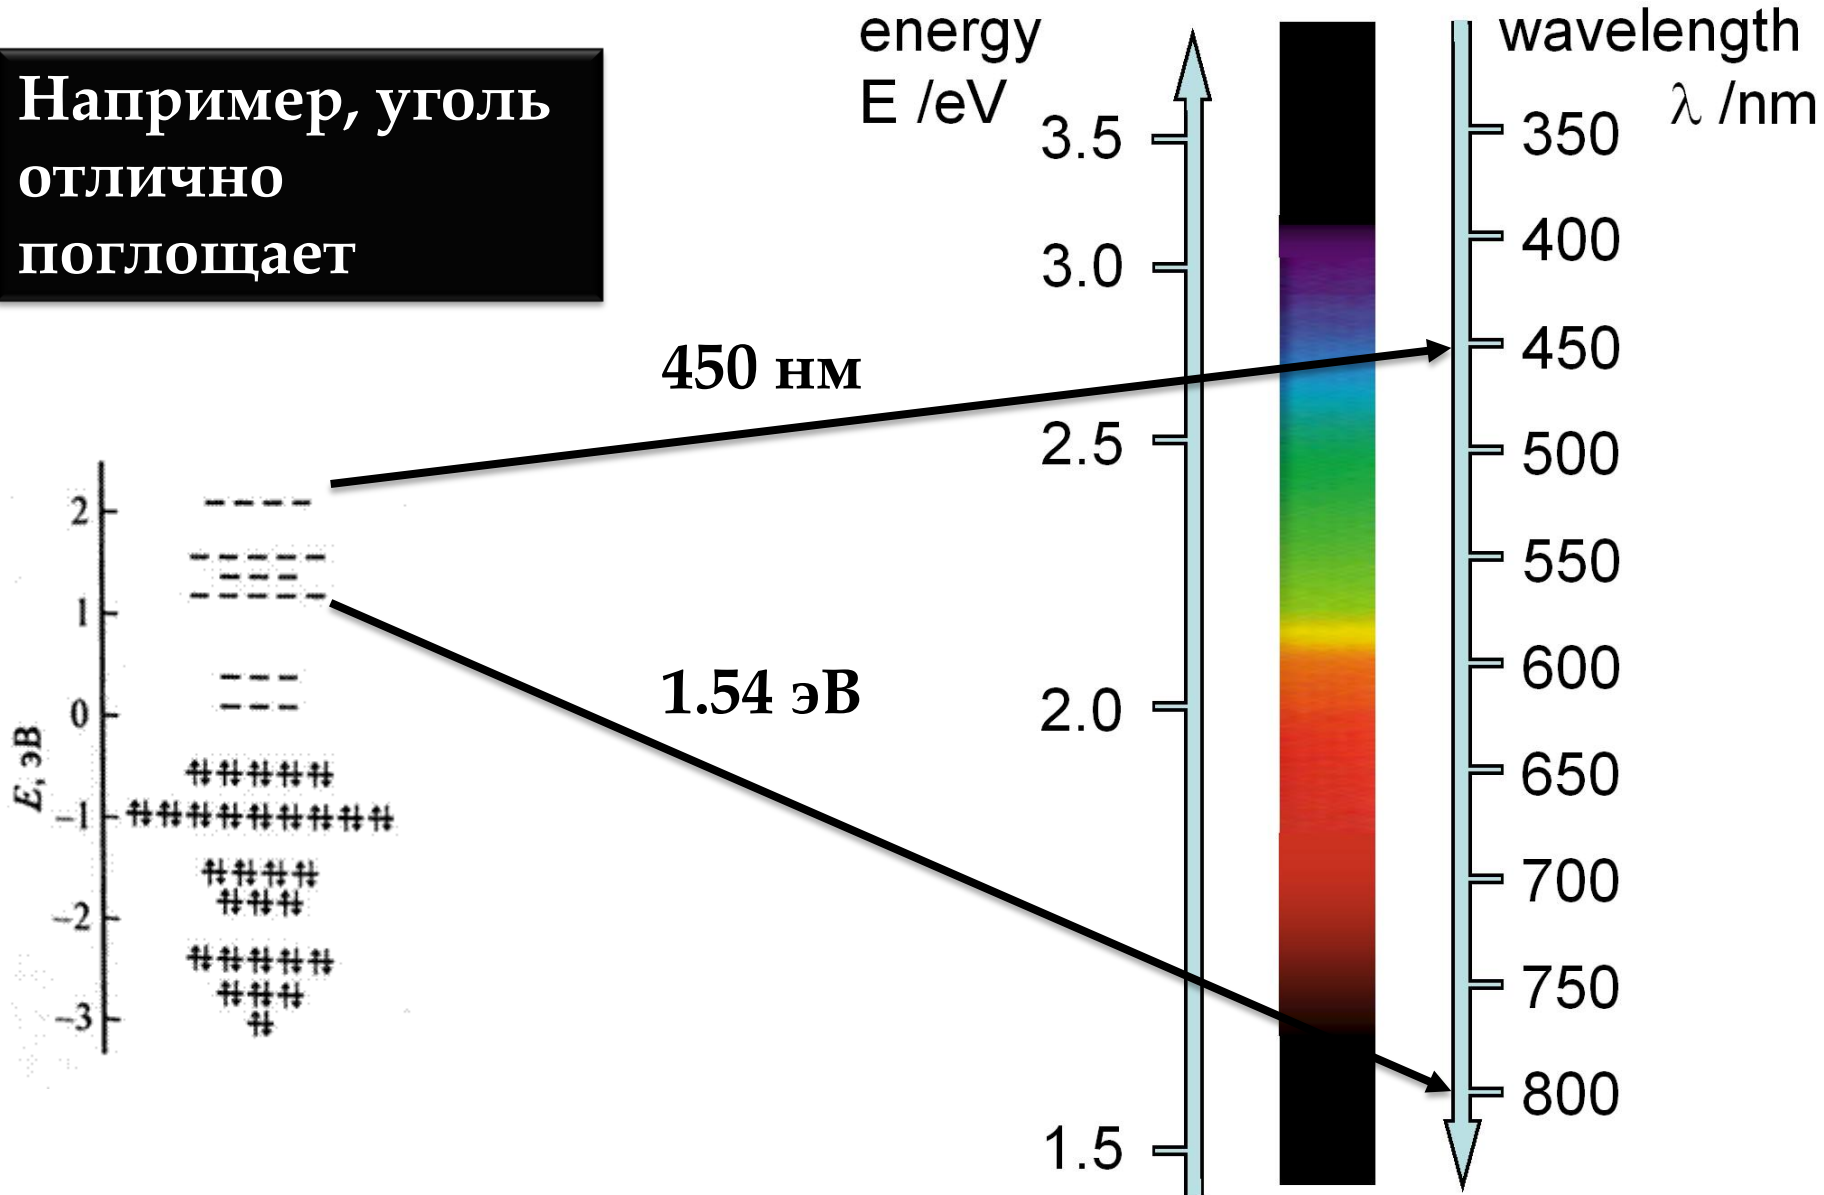 Например, уголь
отлично
поглощает
energy
E /eV
wavelength
λ /nm
3.5
3.0
2.5
2.0
1.5
350
400
450
500
550
600
650
700
750
800
450 нм
1.54 эВ
E, эВ
2
1
0
–1
–2
–3